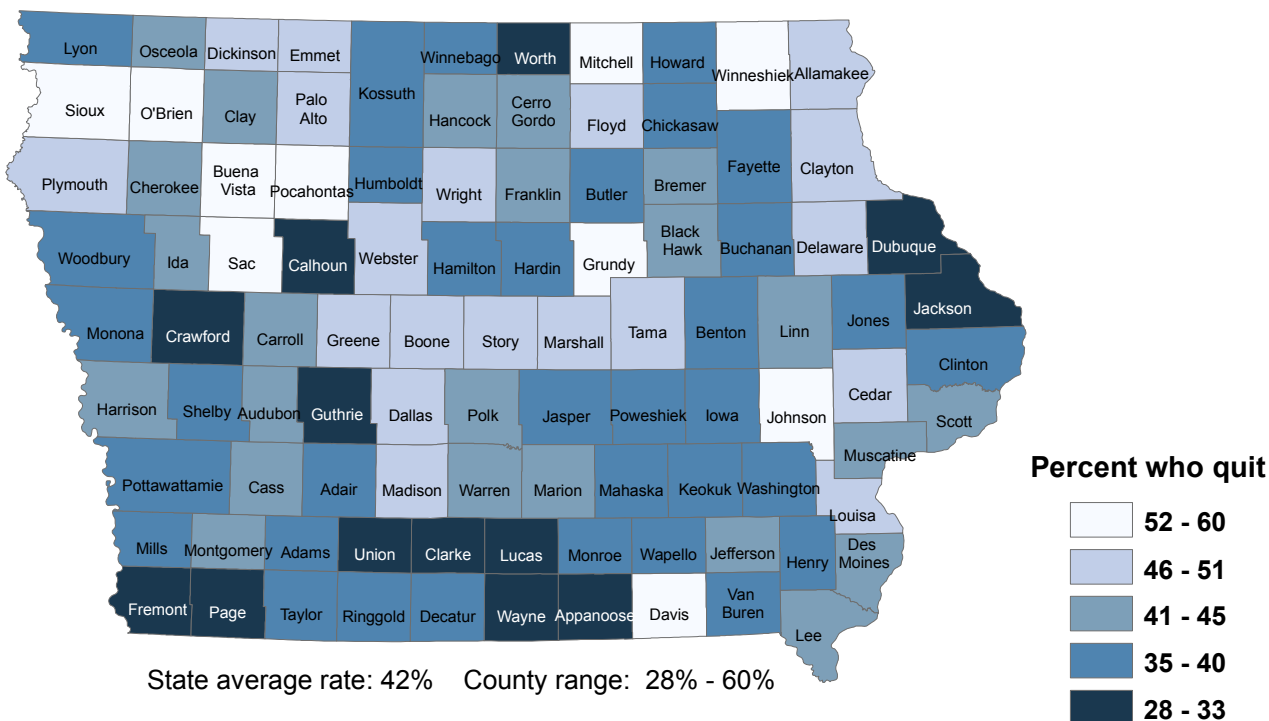 Lyon
Osceola
Dickinson
Emmet
Kossuth
Winnebago
Worth
Mitchell
Howard
Winneshiek
Allamakee
Sioux
O'Brien
Clay
Palo
Alto
Hancock
Cerro
Gordo
Floyd
Chickasaw
Plymouth
Cherokee
Buena
Vista
Pocahontas
Humboldt
Wright
Franklin
Butler
Bremer
Fayette
Clayton
Woodbury
Ida
Sac
Calhoun
Webster
Hamilton
Hardin
Grundy
Black
Hawk
Buchanan
Delaware
Dubuque
Monona
Crawford
Carroll
Greene
Boone
Story
Marshall
Tama
Benton
Linn
Jones
Jackson
Clinton
Harrison
Shelby
Audubon
Guthrie
Dallas
Polk
Jasper
Poweshiek
Iowa
Johnson
Cedar
Scott
Muscatine
Pottawattamie
Cass
Adair
Madison
Warren
Marion
Mahaska
Keokuk
Washington
Louisa
Mills
Montgomery
Adams
Union
Clarke
Lucas
Monroe
Wapello
Jefferson
Henry
Des
Moines
Fremont
Page
Taylor
Ringgold
Decatur
Wayne
Appanoose
Davis
Van
Buren
Lee
State average rate: 42% County range: 28% - 60%
Percent who quit
52 - 60
46 - 51
41 - 45
35 - 40
28 - 33